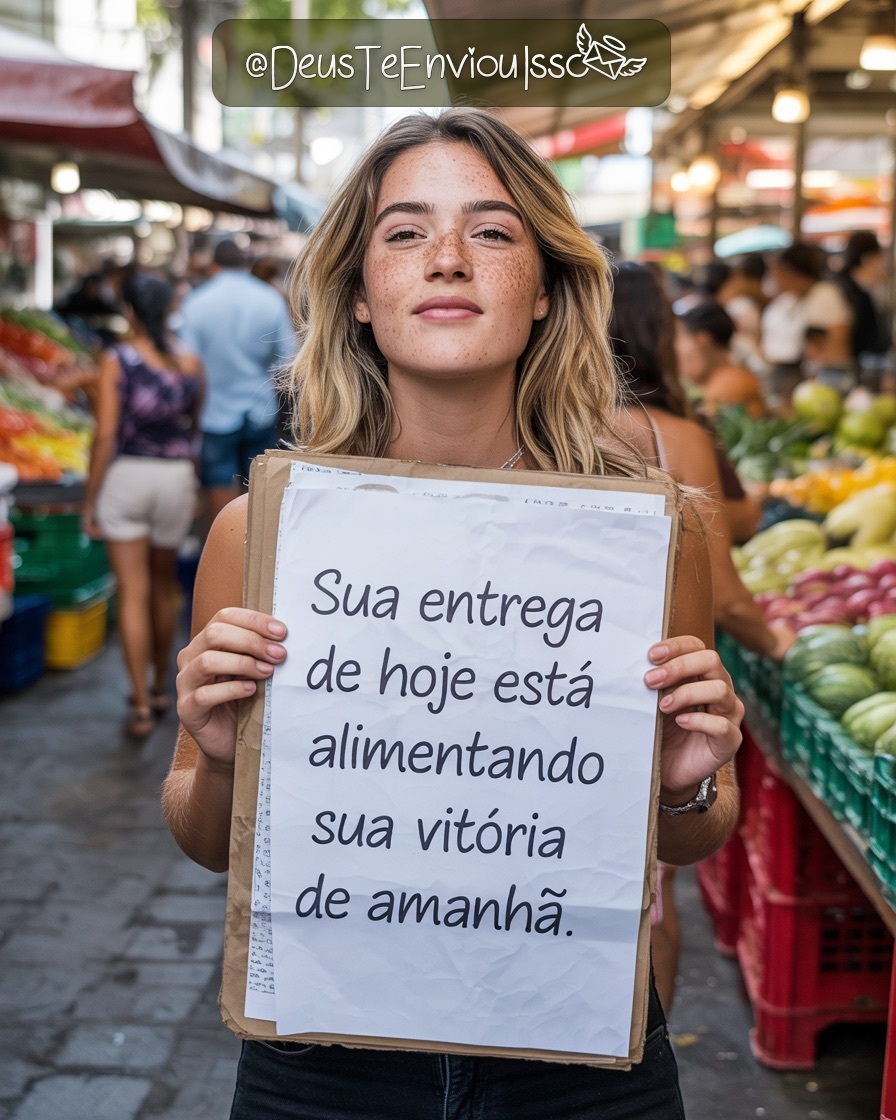 @DeusTeEnviouIsso
Sua entrega
de hoje está
alimentando
sua vitória
de amanhã.